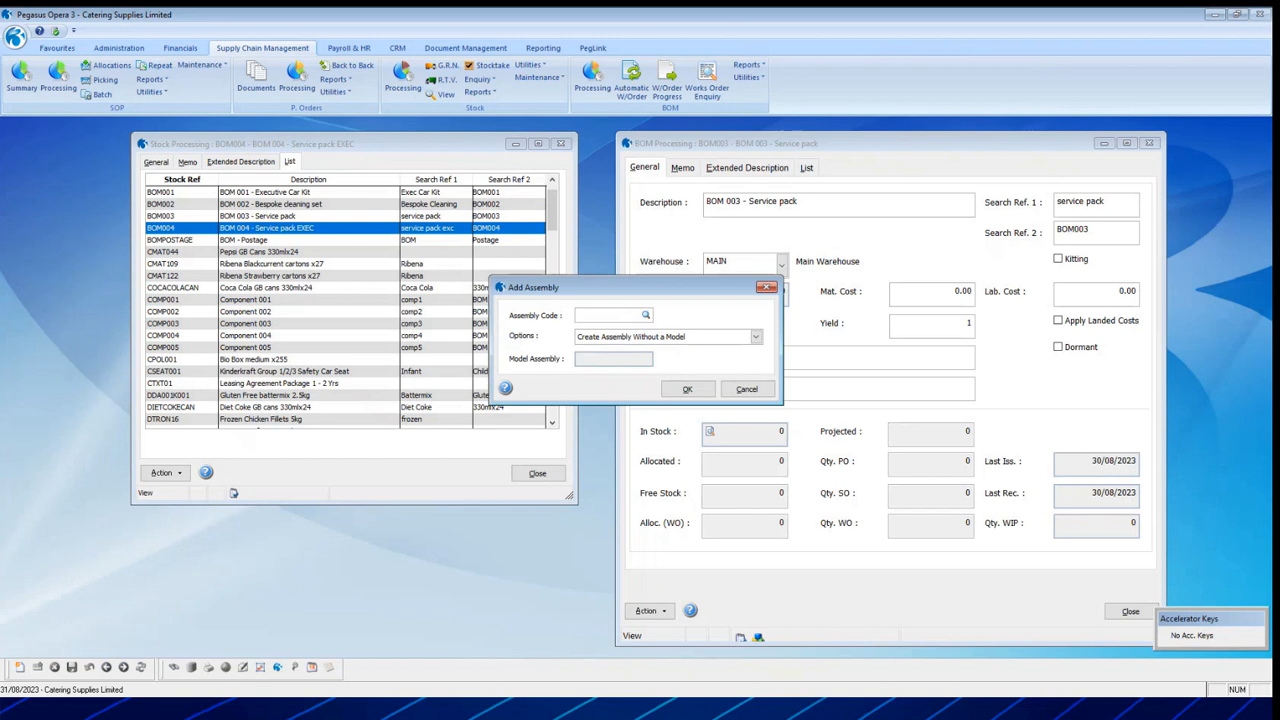 Pegasus Opera 3 - Catering Supplies Limited
Favourites Administration Financials Supply Chain Management Payroll & HR CRM Document Management Reporting PegLink
Summary Processing Allocations Picking Batch Repeat Reports Utilities Maintenance
SOP
Documents Processing Back to Back Reports Utilities
P. Orders
Processing G.R.N. R.T.V. View Stocktake Enquiry Reports Utilities Maintenance
Stock
Processing Automatic W/Order W/Order Progress Works Order Enquiry Reports Utilities
BOM
Stock Processing : BOM004 - BOM 004 - Service pack EXEC
General Memo Extended Description List
Stock Ref Description Search Ref 1 Search Ref 2
BOM001 BOM 001 - Executive Car Kit Exec Car Kit BOM001
BOM002 BOM 002 - Bespoke cleaning set Bespoke Cleaning BOM002
BOM003 BOM 003 - Service pack service pack BOM003
BOM004 BOM 004 - Service pack EXEC service pack exc BOM004
BOMPOSTAGE BOM - Postage BOM Postage
CMAT044 Pepsi GB Cans 330mlx24
CMAT109 Ribena Blackcurrent cartons x27 Ribena
CMAT122 Ribena Strawberry cartons x27 Ribena
COCACOLACAN Coca Cola GB cans 330mlx24 Coca Cola 330m
COMP001 Component 001 comp1
COMP002 Component 002 comp2
COMP003 Component 003 comp3
COMP004 Component 004 comp4
COMP005 Component 005 comp5
CPOL001 Bio Box medium x255
CSEAT001 Kinderkraft Group 1/2/3 Safety Car Seat Infant Child
CTXT01 Leasing Agreement Package 1 - 2 Yrs
DDA001K001 Gluten Free battermix 2.5kg Battermix Glute
DIETCOKECAN Diet Coke GB cans 330mlx24 Diet Coke 330mlx24
DTRON16 Frozen Chicken Fillets 5kg frozen
Action Close
View
BOM Processing : BOM003 - BOM 003 - Service pack
General Memo Extended Description List
Description : BOM 003 - Service pack Search Ref. 1 : service pack
Search Ref. 2 : BOM003
Warehouse : MAIN Main Warehouse Kitting
Mat. Cost : 0.00 Lab. Cost : 0.00
Yield : 1 Apply Landed Costs
Dormant
In Stock : 0 Projected : 0
Allocated : 0 Qty. PO : 0 Last Iss. : 30/08/2023
Free Stock : 0 Qty. SO : 0 Last Rec. : 30/08/2023
Alloc. (WO) : 0 Qty. WO : 0 Qty. WIP : 0
Action Close
View
Add Assembly
Assembly Code :
Options : Create Assembly Without a Model
Model Assembly :
OK Cancel
Accelerator Keys
No Acc. Keys
31/08/2023 - Catering Supplies Limited NUM